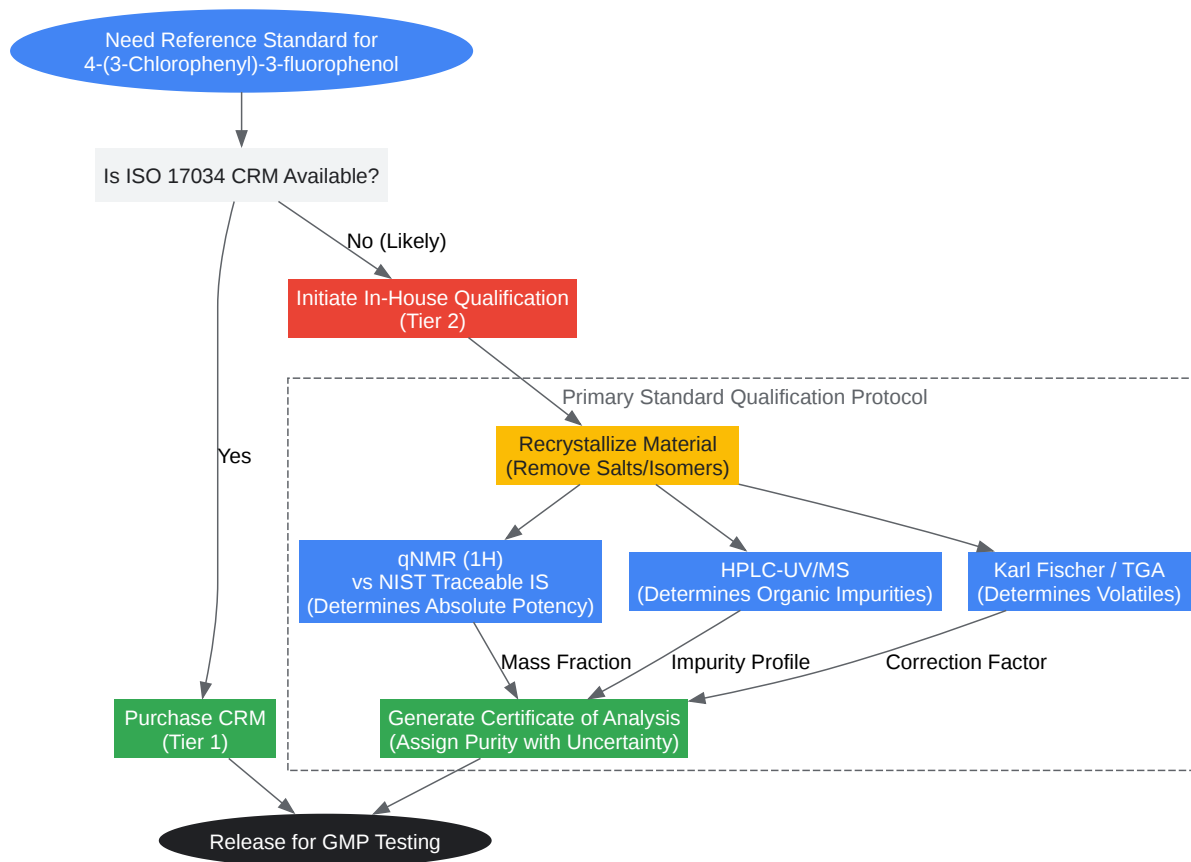 Need Reference Standard for
4-(3-Chlorophenyl)-3-fluorophenol
Is ISO 17034 CRM Available?
No (Likely)
Initiate In-House Qualification
(Tier 2)
Primary Standard Qualification Protocol
Recrystallize Material
(Remove Salts/Isomers)
Yes
qNMR (1H)
vs NIST Traceable IS
(Determines Absolute Potency)
HPLC-UV/MS
(Determines Organic Impurities)
Karl Fischer / TGA
(Determines Volatiles)
Mass Fraction
Impurity Profile
Correction Factor
Purchase CRM
(Tier 1)
Generate Certificate of Analysis
(Assign Purity with Uncertainty)
Release for GMP Testing